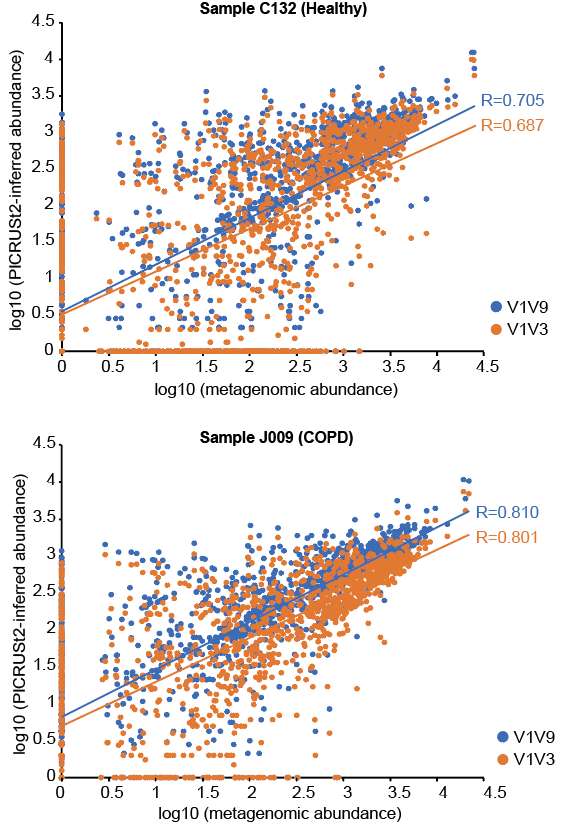 Sample C132 (Healthy)
4.5
4
3.5
3
2.5
2
1.5
1
0.5
0
log10 (PICRUSt2-inferred abundance)
R=0.705
R=0.687
V1V9
V1V3
0 0.5 1 1.5 2 2.5 3 3.5 4 4.5
log10 (metagenomic abundance)
Sample J009 (COPD)
4.5
4
3.5
3
2.5
2
1.5
1
0.5
0
log10 (PICRUSt2-inferred abundance)
R=0.810
R=0.801
V1V9
V1V3
0 0.5 1 1.5 2 2.5 3 3.5 4 4.5
log10 (metagenomic abundance)